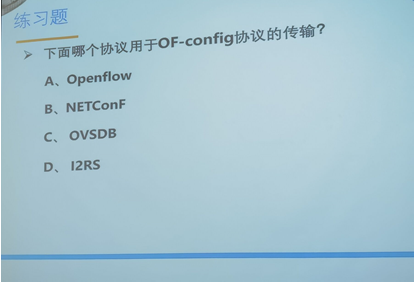 练习题
➢ 下面哪个协议用于OF-config协议的传输?
A、Openflow
B、NETConF
C、 OVSDB
D、 I2RS